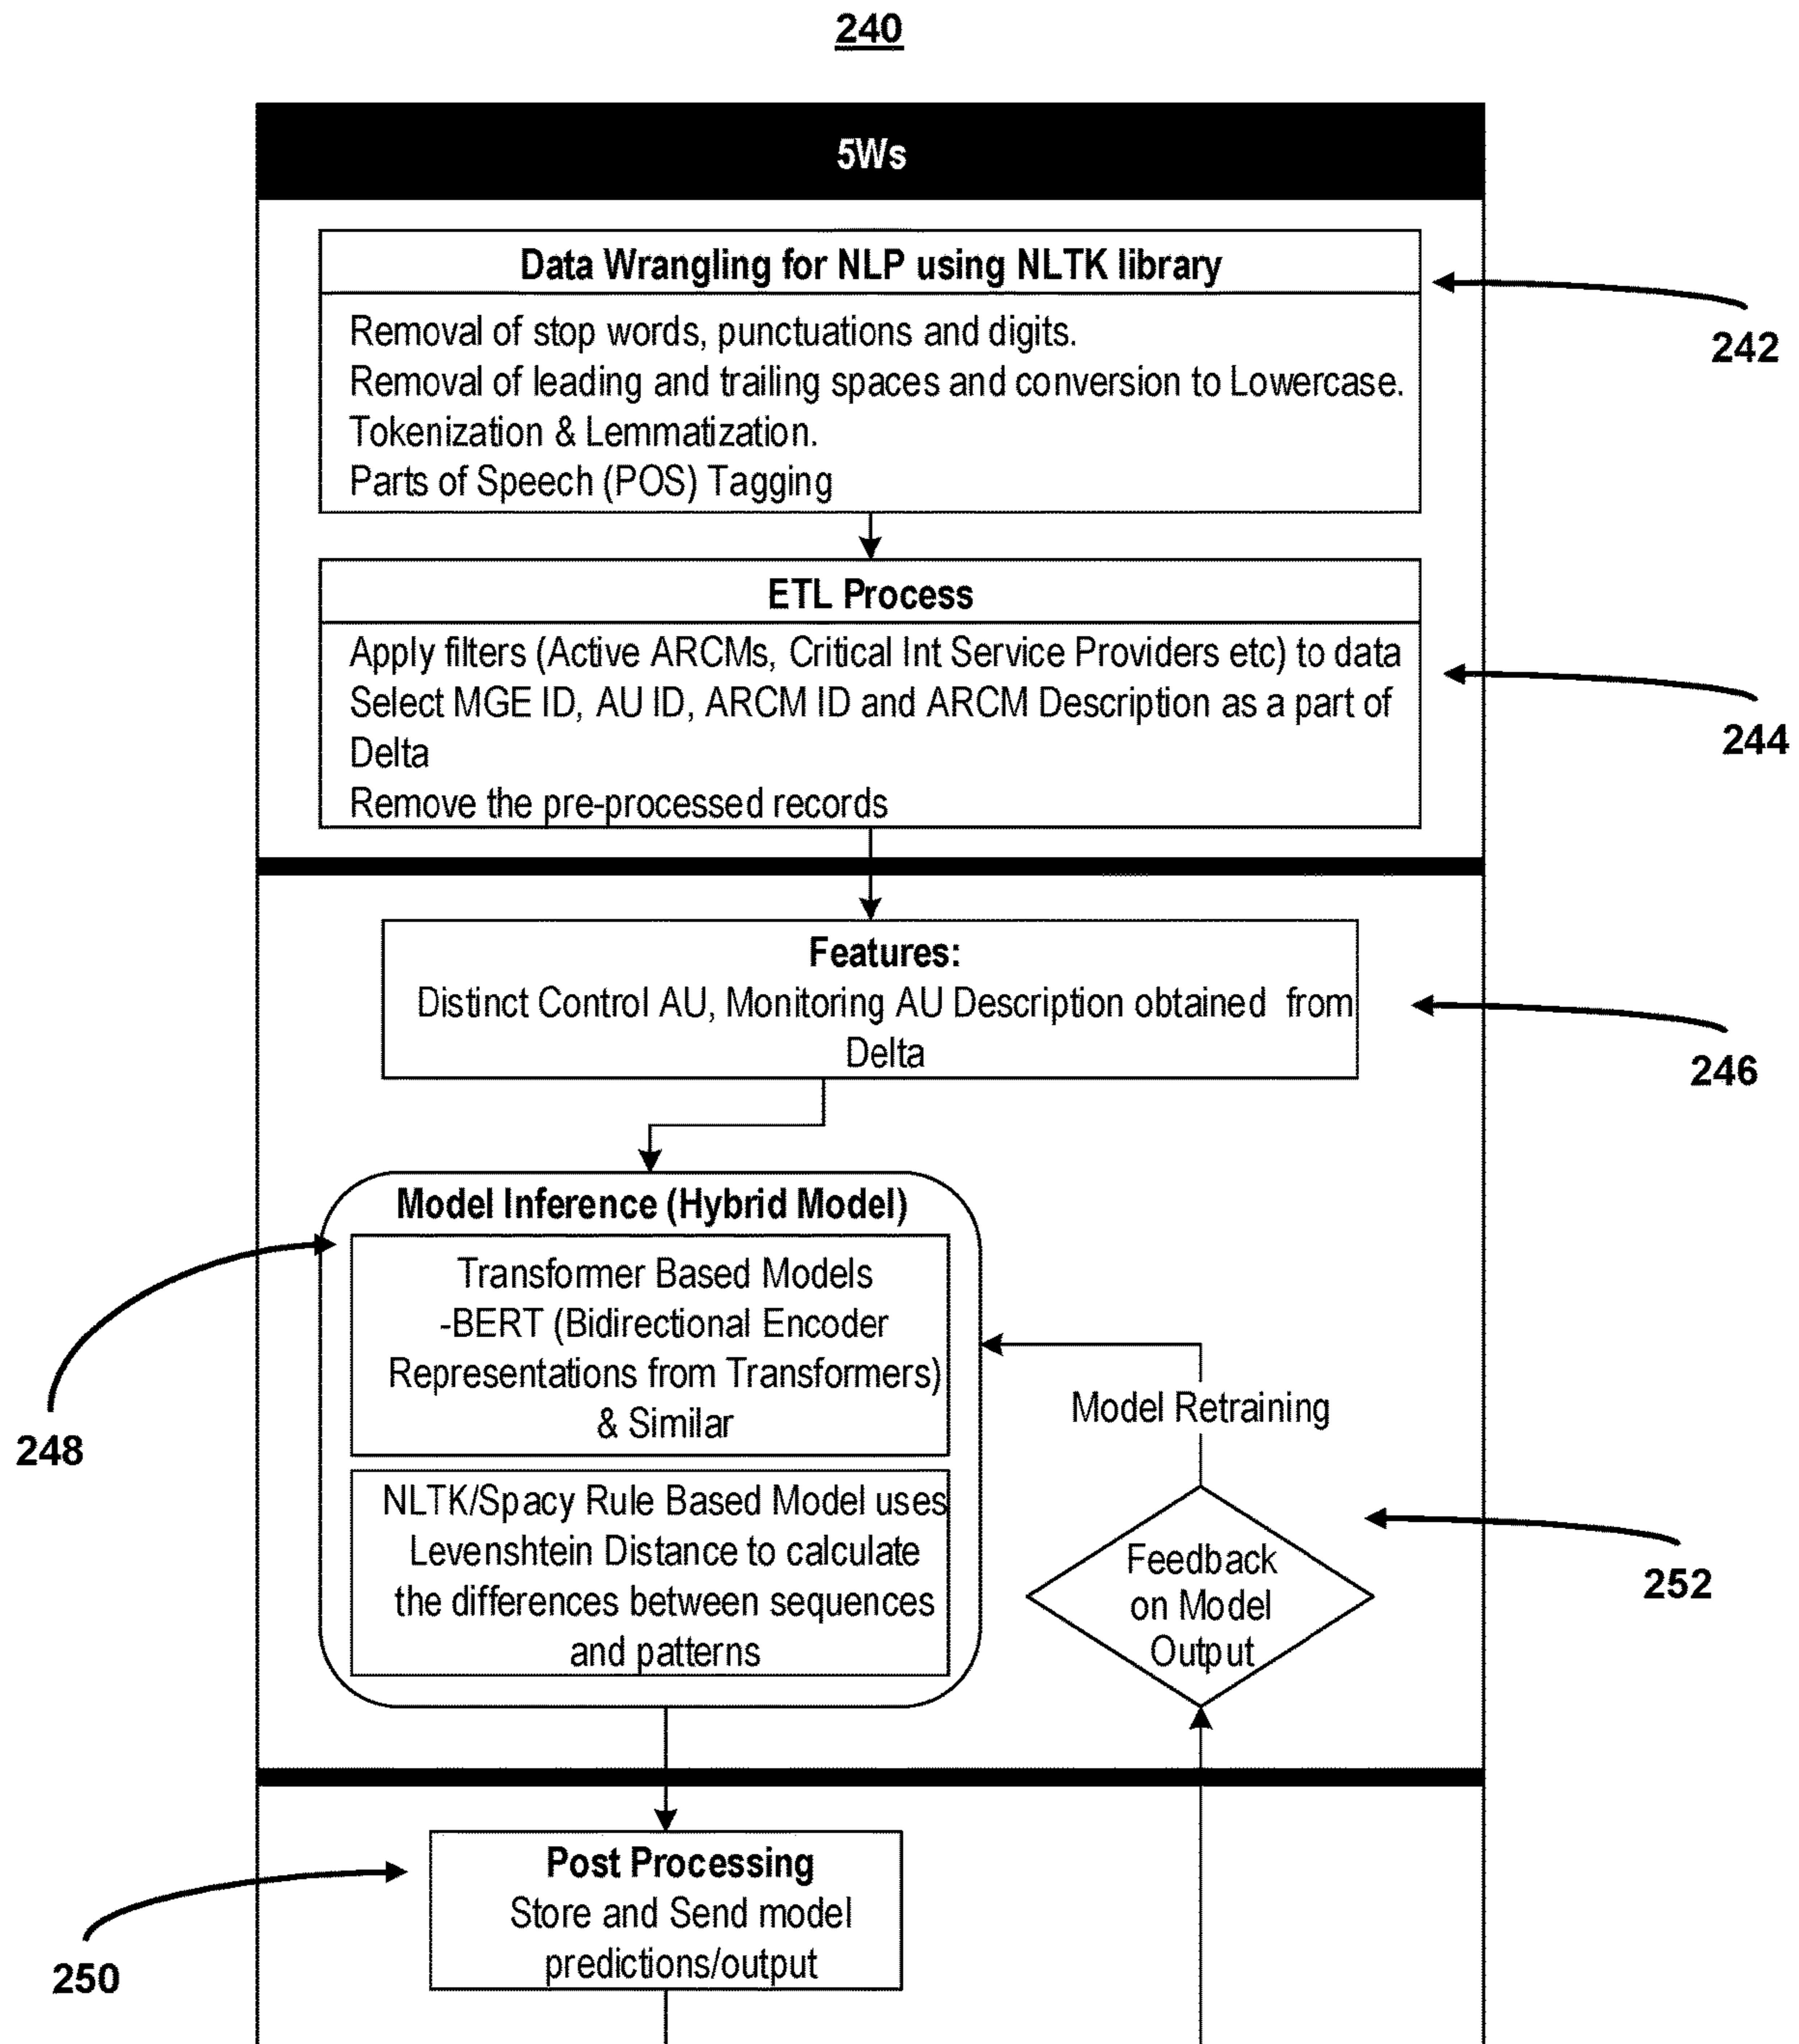 240
5Ws
Data Wrangling for NLP using NLTK library
Removal of stop words, punctuations and digits.
Removal of leading and trailing spaces and conversion to Lowercase.
Tokenization & Lemmatization.
Parts of Speech (POS) Tagging
242
ETL Process
Apply filters (Active ARCMs, Critical Int Service Providers etc) to data
Select MGE ID, AU ID, ARCM ID and ARCM Description as a part of
Delta
Remove the pre-processed records
244
Features:
Distinct Control AU, Monitoring AU Description obtained from
Delta
246
Model Inference (Hybrid Model)
Transformer Based Models
-BERT (Bidirectional Encoder
Representations from Transformers)
& Similar
248
NLTK/Spacy Rule Based Model uses
Levenshtein Distance to calculate
the differences between sequences
and patterns
Model Retraining
Feedback
on Model
Output
252
Post Processing
Store and Send model
predictions/output
250